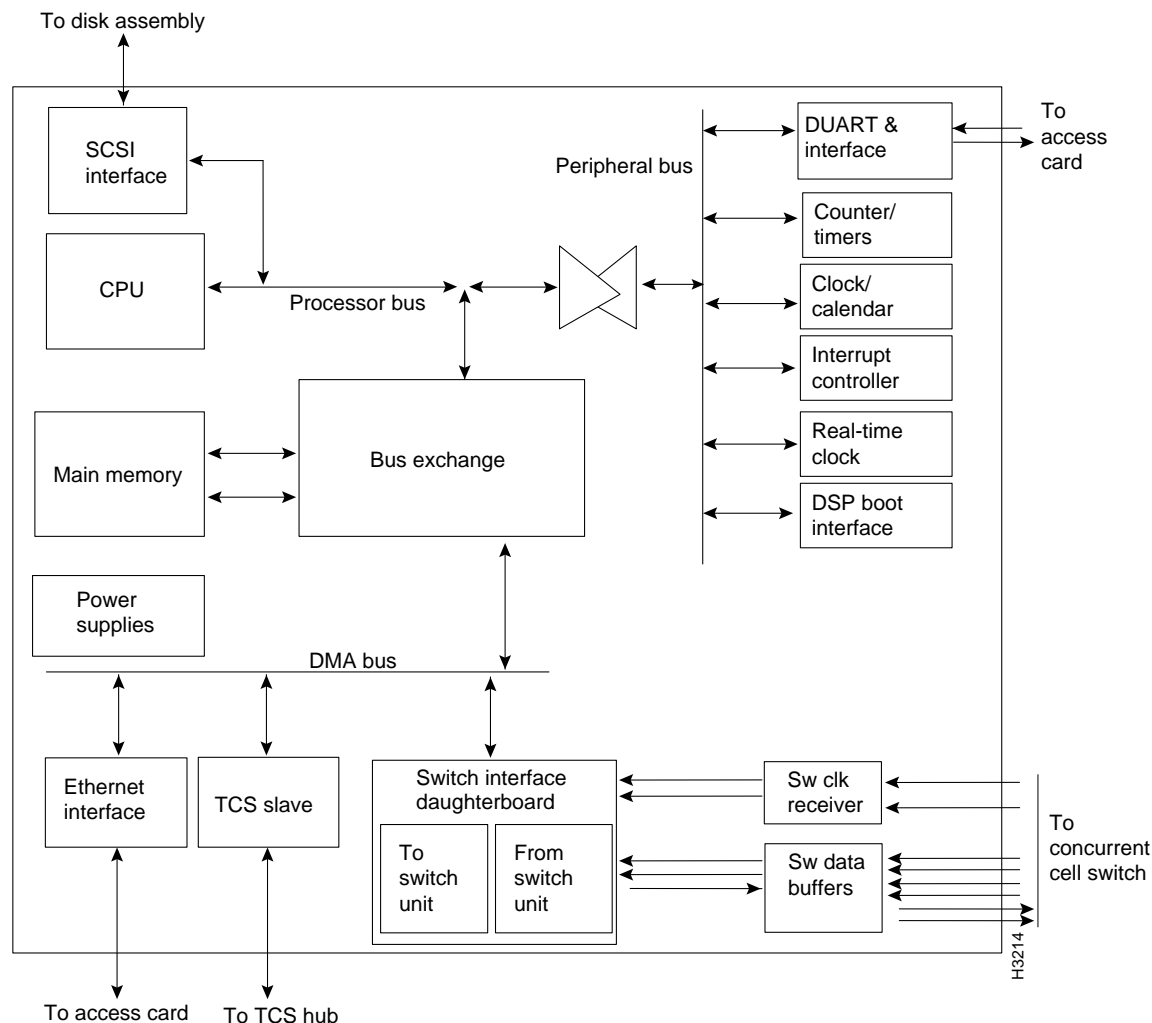 To disk assembly
SCSI
interface
Peripheral bus
DUART &
interface
To
access
card
Counter/
timers
CPU
Processor bus
Clock/
calendar
Interrupt
controller
Main memory
Bus exchange
Real-time
clock
DSP boot
interface
Power
supplies
DMA bus
Ethernet
interface
TCS slave
Switch interface
daughterboard
To
switch
unit
From
switch
unit
Sw clk
receiver
Sw data
buffers
To
concurrent
cell switch
H3214
To access card
To TCS hub